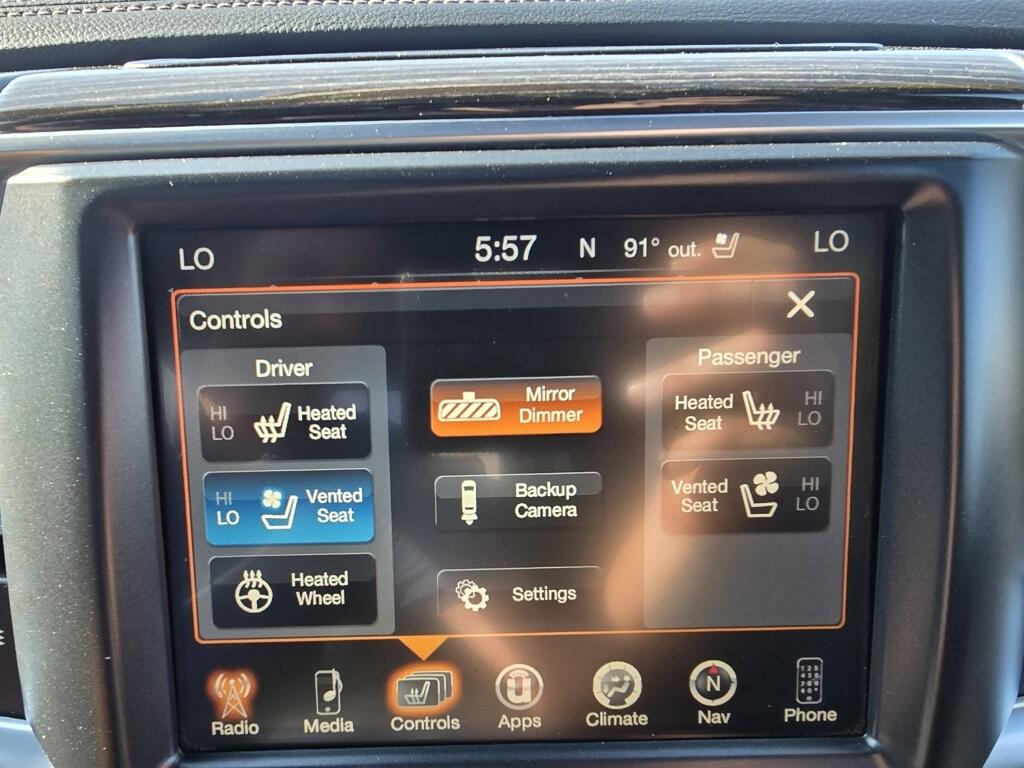 LO 5:57 N 91° out. LO
Controls
Driver
HI
LO
Heated
Seat
HI
LO
Vented
Seat
Heated
Wheel
Mirror
Dimmer
Backup
Camera
Settings
Passenger
Heated
Seat
HI
LO
Vented
Seat
HI
LO
Radio Media Controls Apps Climate N Nav Phone